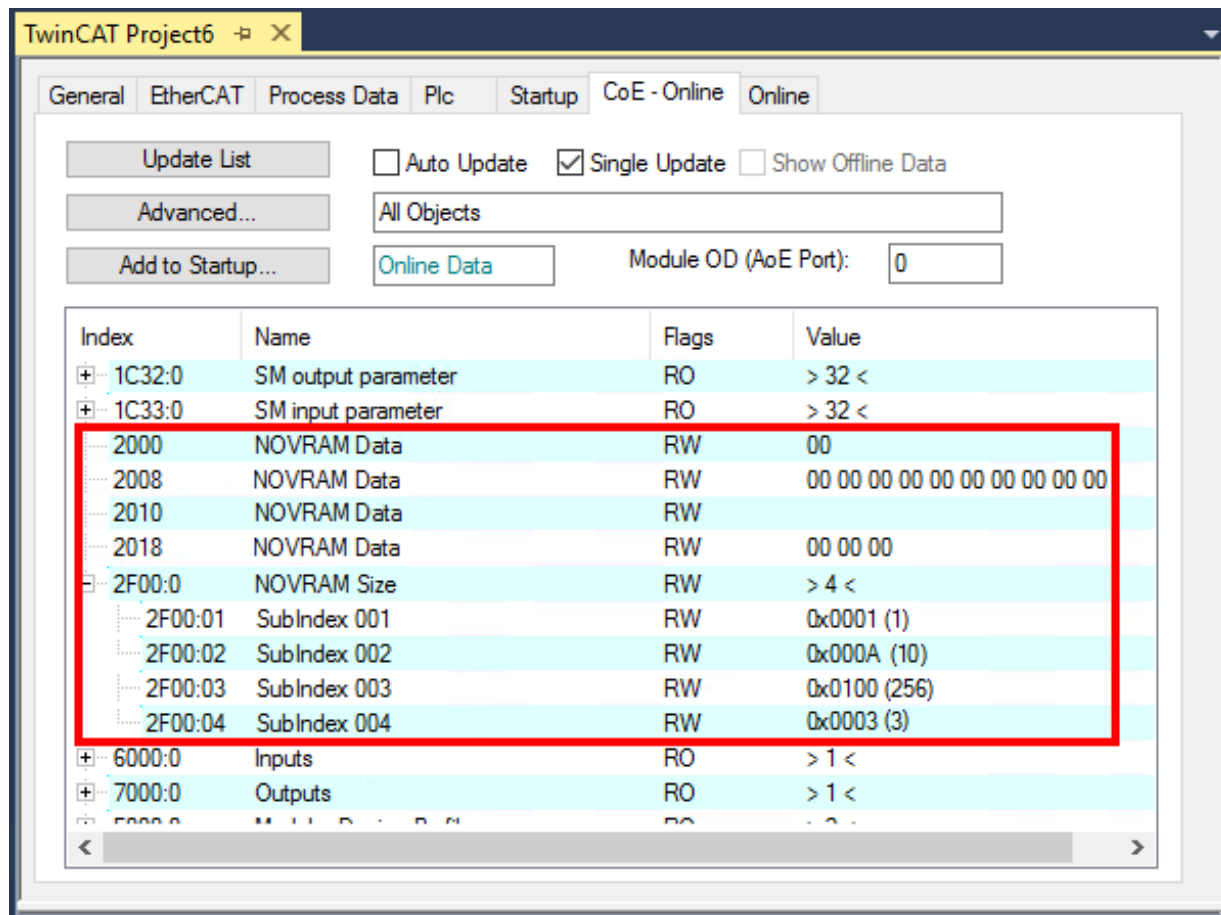 TwinCAT Project6
General EtherCAT Process Data Plc Startup CoE - Online Online
Update List Auto Update Single Update Show Offline Data
Advanced... All Objects
Add to Startup... Online Data Module OD (AoE Port): 0
Index Name Flags Value
1C32:0 SM output parameter RO > 32 <
1C33:0 SM input parameter RO > 32 <
2000 NOVRAM Data RW 00
2008 NOVRAM Data RW 00 00 00 00 00 00 00 00 00 00
2010 NOVRAM Data RW
2018 NOVRAM Data RW 00 00 00
2F00:0 NOVRAM Size RW > 4 <
2F00:01 SubIndex 001 RW 0x0001 (1)
2F00:02 SubIndex 002 RW 0x000A (10)
2F00:03 SubIndex 003 RW 0x0100 (256)
2F00:04 SubIndex 004 RW 0x0003 (3)
6000:0 Inputs RO > 1 <
7000:0 Outputs RO > 1 <